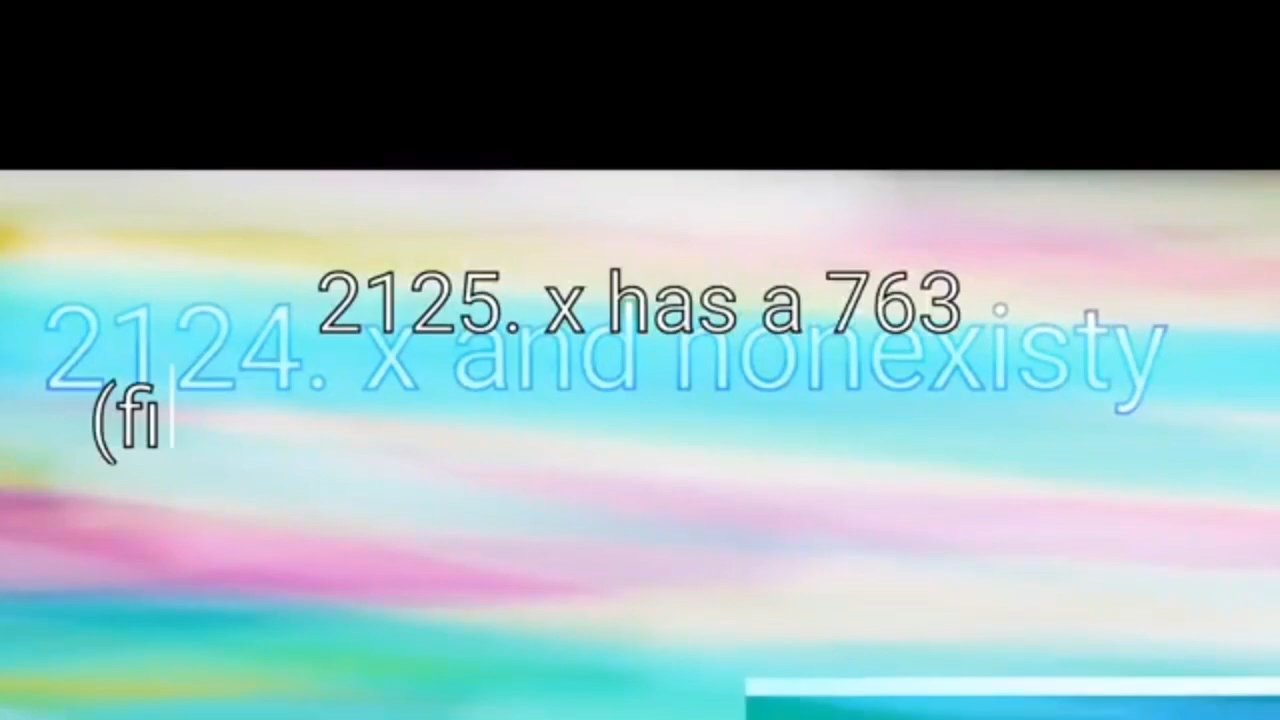 2125. x has a 763
2124. x and nonexisty
(fi